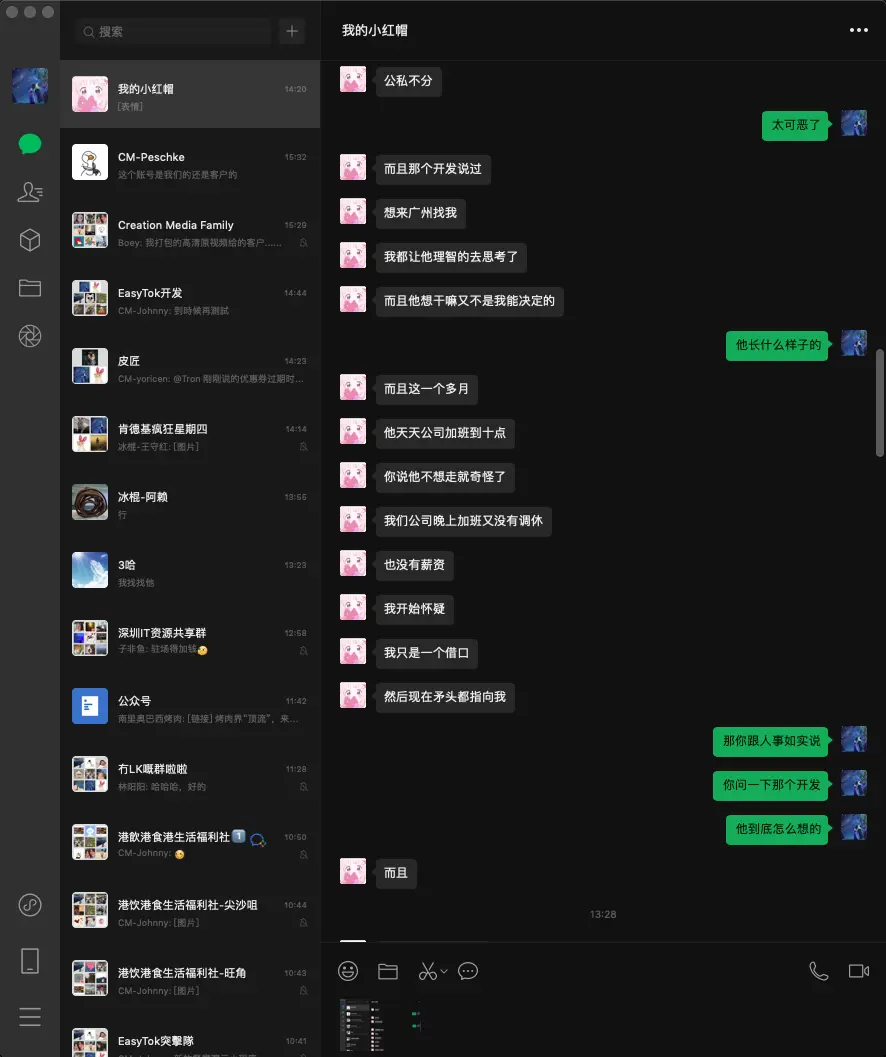 搜索
我的小红帽
14:20
[表情]
CM-Peschke
15:32
这个账号是我们的还是客户的
Creation Media Family
15:29
Boey: 我打包的高清原视频给的客户......
EasyTok开发
14:44
CM-Johnny: 到時候再測試
皮匠
14:23
CM-yoricen: @Tron 刚刚说的优惠券过期时...
肯德基疯狂星期四
14:14
冰棍-王守红: [图片]
冰棍-阿赖
13:55
行
3哈
13:23
我找找他
深圳IT资源共享群
12:58
子非鱼: 驻场得加钱
公众号
11:42
南里奥巴西烤肉: [链接] 烤肉界“顶流”，来...
冇LK嘅群啦啦
11:28
林阳阳: 哈哈哈，好的
港飲港食港生活福利社1
10:50
CM-Johnny:
港饮港食港生活福利社-尖沙咀
10:44
CM-Johnny: [图片]
港饮港食港生活福利社-旺角
10:43
CM-Johnny: [图片]
EasyTok突擊隊
10:41
我的小红帽
公私不分
太可恶了
而且那个开发说过
想来广州找我
我都让他理智的去思考了
而且他想干嘛又不是我能决定的
他长什么样子的
而且这一个多月
他天天公司加班到十点
你说他不想走就奇怪了
我们公司晚上加班又没有调休
也没有薪资
我开始怀疑
我只是一个借口
然后现在矛头都指向我
那你跟人事如实说
你问一下那个开发
他到底怎么想的
而且
13:28